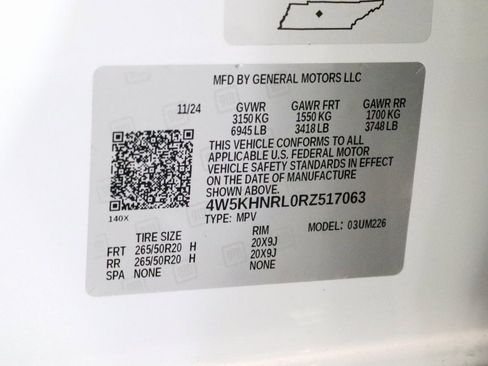 MFD BY GENERAL MOTORS LLC
11/24 GVWR GAWR FRT GAWR RR
3150 KG 1550 KG 1700 KG
6945 LB 3418 LB 3748 LB
THIS VEHICLE CONFORMS TO ALL
APPLICABLE U.S. FEDERAL MOTOR
VEHICLE SAFETY STANDARDS IN EFFECT
ON THE DATE OF MANUFACTURE
SHOWN ABOVE.
4W5KHNRL0RZ517063
140X TYPE: MPV MODEL: 03UM226
TIRE SIZE RIM
FRT 265/50R20 H 20X9J
RR 265/50R20 H 20X9J
SPA NONE NONE